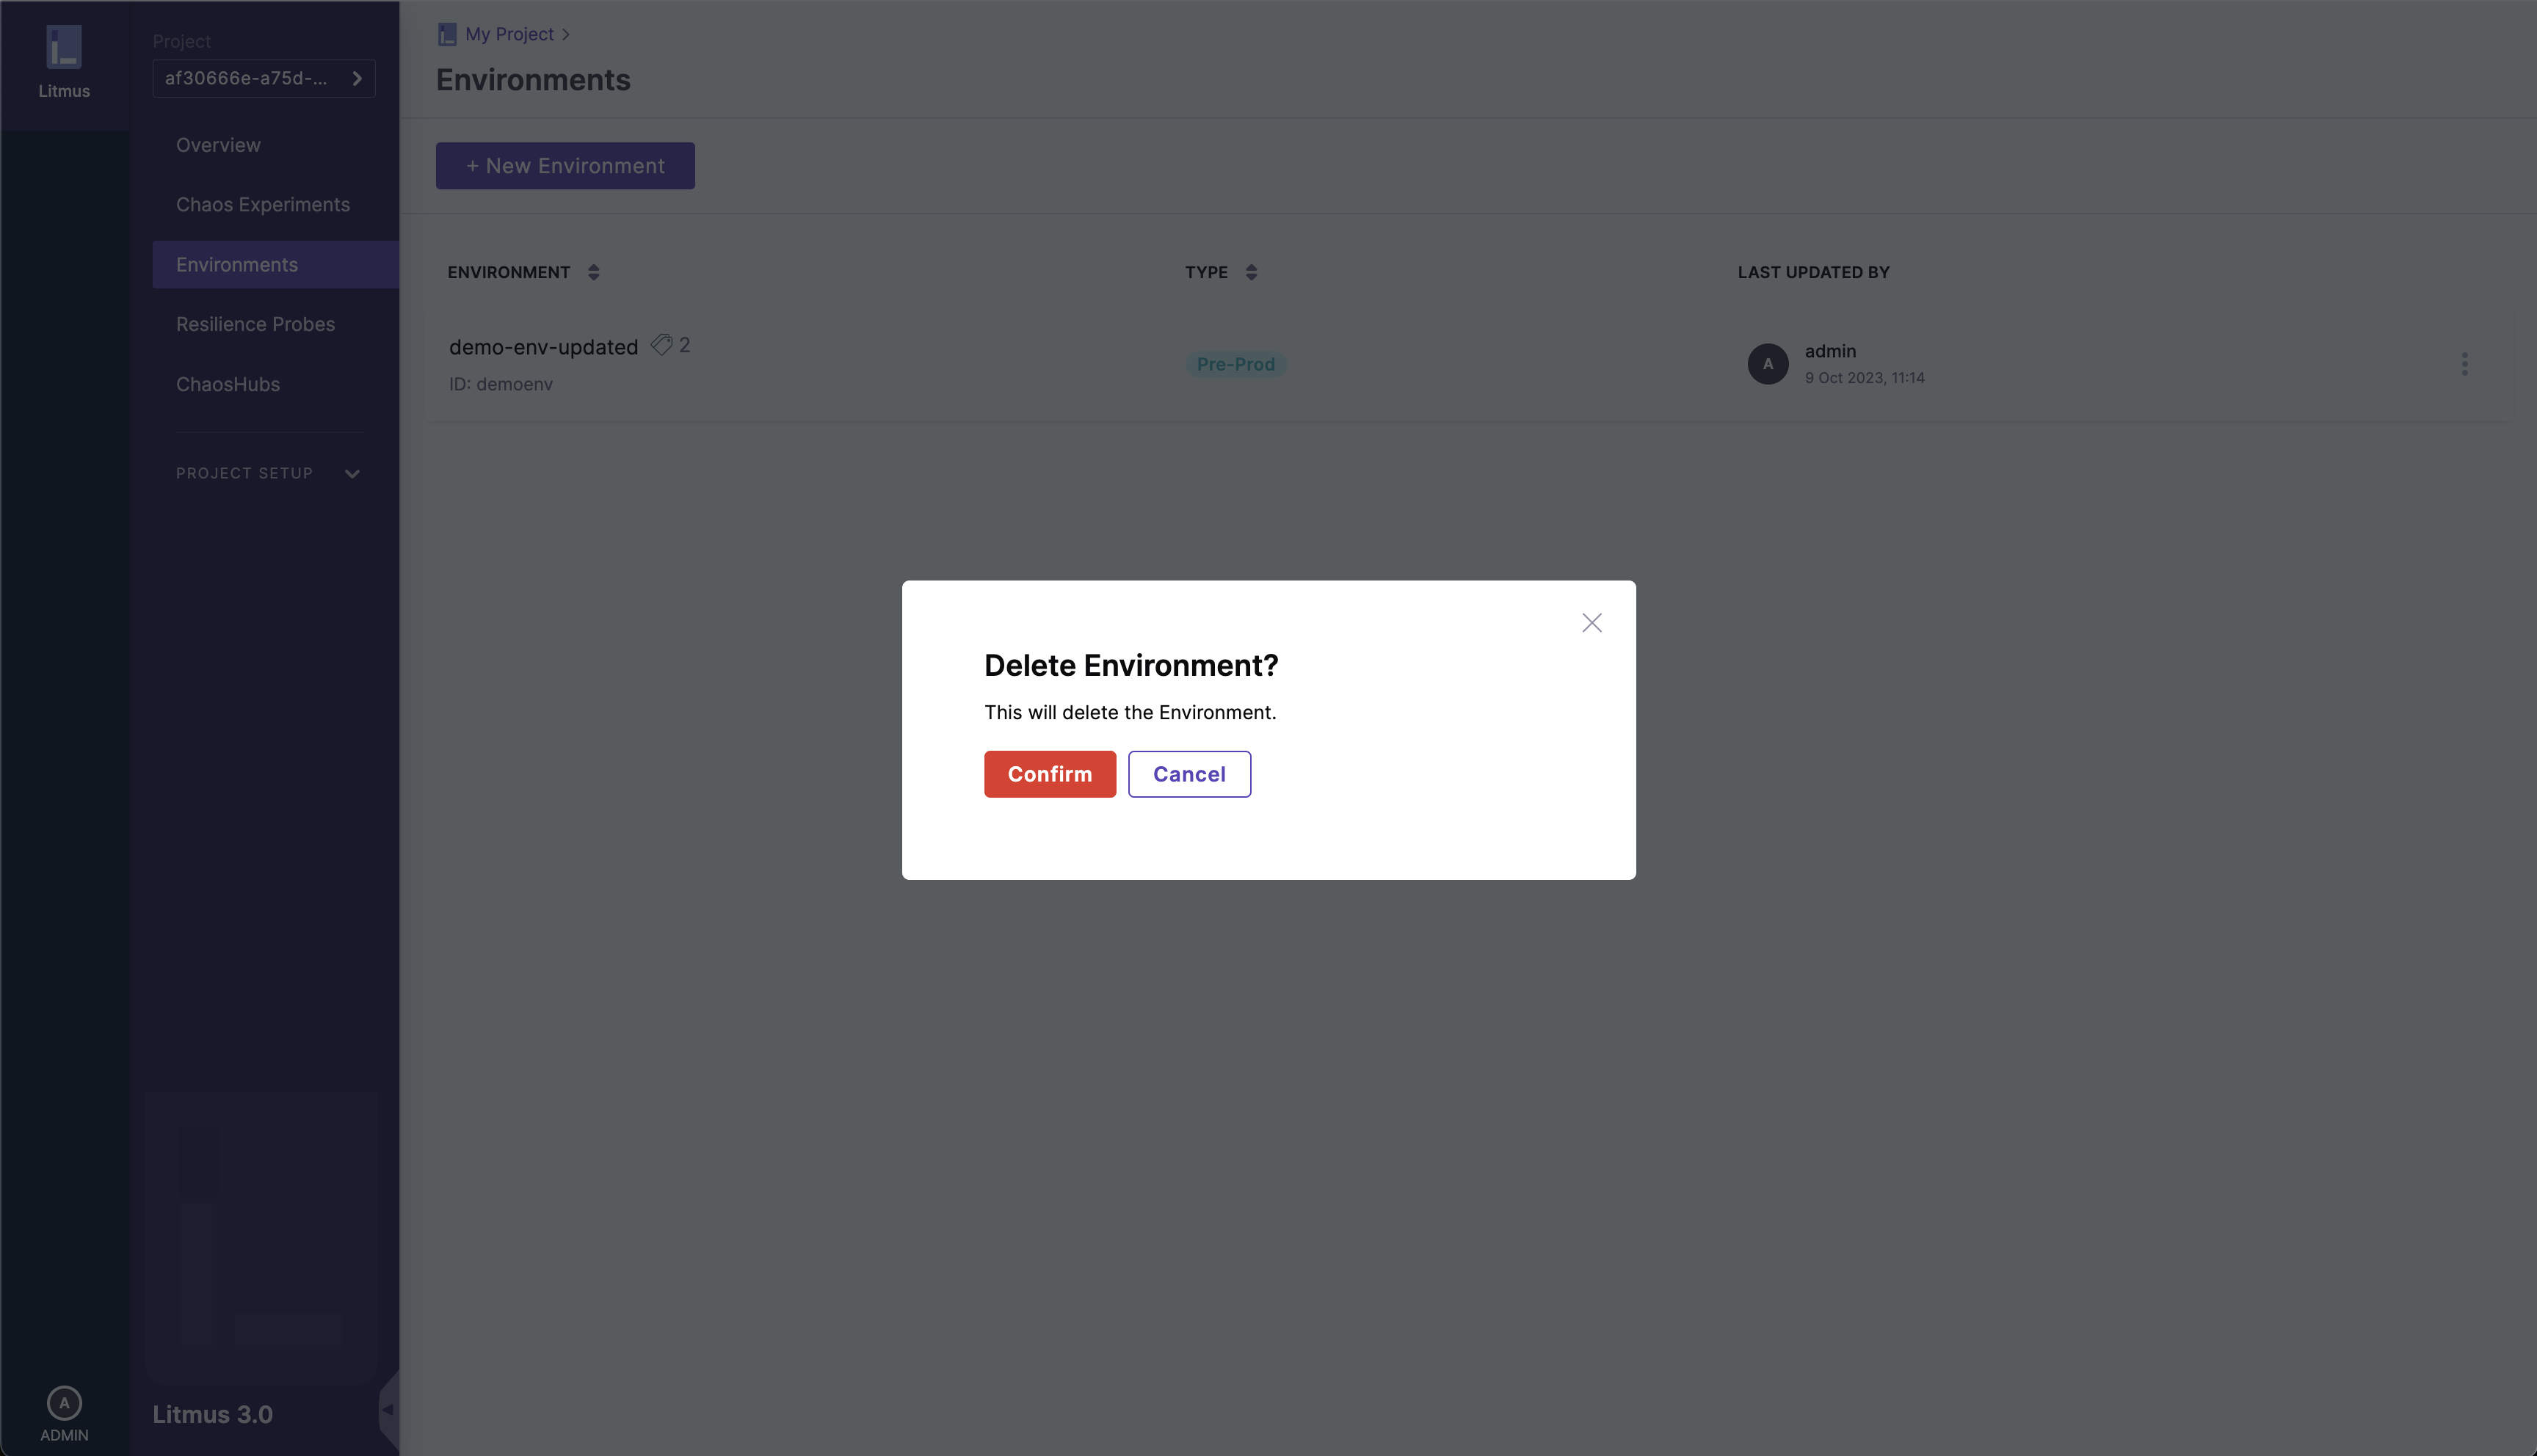 Litmus
Project
af30666e-a75d-...
Overview
Chaos Experiments
Environments
Resilience Probes
ChaosHubs
PROJECT SETUP
Litmus 3.0
A
ADMIN
My Project
Environments
+ New Environment
ENVIRONMENT
TYPE
LAST UPDATED BY
demo-env-updated 2
ID: demoenv
Pre-Prod
A
admin
9 Oct 2023, 11:14
Delete Environment?
This will delete the Environment.
Confirm
Cancel